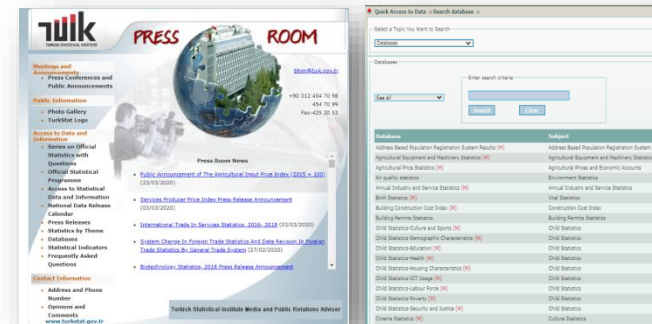 TUİK
TURKISH STATISTICAL INSTITUTE
PRESS ROOM
bhim@tuik.gov.tr
+90 312 454 70 98
454 70 99
Fax:425 20 53
Meetings and
Announcements
Press Conferences and
Public Announcements
Public Information
Photo Gallery
TurkStat Logo
Access to Data and
Information
Series on Official
Statistics with
Questions
Official Statistical
Programme
Access to Statistical
Data and Information
National Data Release
Calendar
Press Releases
Statistics by Theme
Databases
Statistical Indicators
Frequently Asked
Questions
Contact Information
Address and Phone
Number
Opinions and
Comments
www.turkstat.gov.tr
Press Room News
Public Announcement of The Agricultural Input Price Index (2015 = 100)
(23/03/2020)
Services Producer Price Index Press Release Announcement
(03/03/2020)
International Trade In Services Statistics, 2016- 2018 (03/03/2020)
System Change In Foreign Trade Statistics And Data Revision In Foreign
Trade Statistics By General Trade System (27/02/2020)
Biotechnology Statistics, 2018 Press Release Announcement
Turkish Statistical Institute Media and Public Relations Adviser
Quick Access to Data » Search database »
Select a Topic You Want to Search
Databases
Databases
Enter search criteria
See all
Search Clear
Database Subject
Address Based Population Registration System Results (M) Address Based Population Registration System
Agricultural Equipment and Machinery Statistics (M) Agricultural Equipment and Machinery Statistics
Agricultural Price Statistics (M) Agricultural Prices and Economic Accounts
Air quality statistics Environment Statistics
Annual Industry and Service Statistics (M) Annual Industry and Service Statistics
Birth Statistics (M) Vital Statistics
Building Construction Cost Index (M) Construction Cost Index
Building Permits Statistics Building Permits Statistics
Child Statistics-Culture and Sports (M) Child Statistics
Child Statistics-Demographic Characteristics (M) Child Statistics
Child Statistics-Education (M) Child Statistics
Child Statistics-Health (M) Child Statistics
Child Statistics-Housing Characteristics (M) Child Statistics
Child Statistics-ICT Usage (M) Child Statistics
Child Statistics-Labour Force (M) Child Statistics
Child Statistics-Poverty (M) Child Statistics
Child Statistics-Security and Justice (M) Child Statistics
Cinema Statistics (M) Culture Statistics